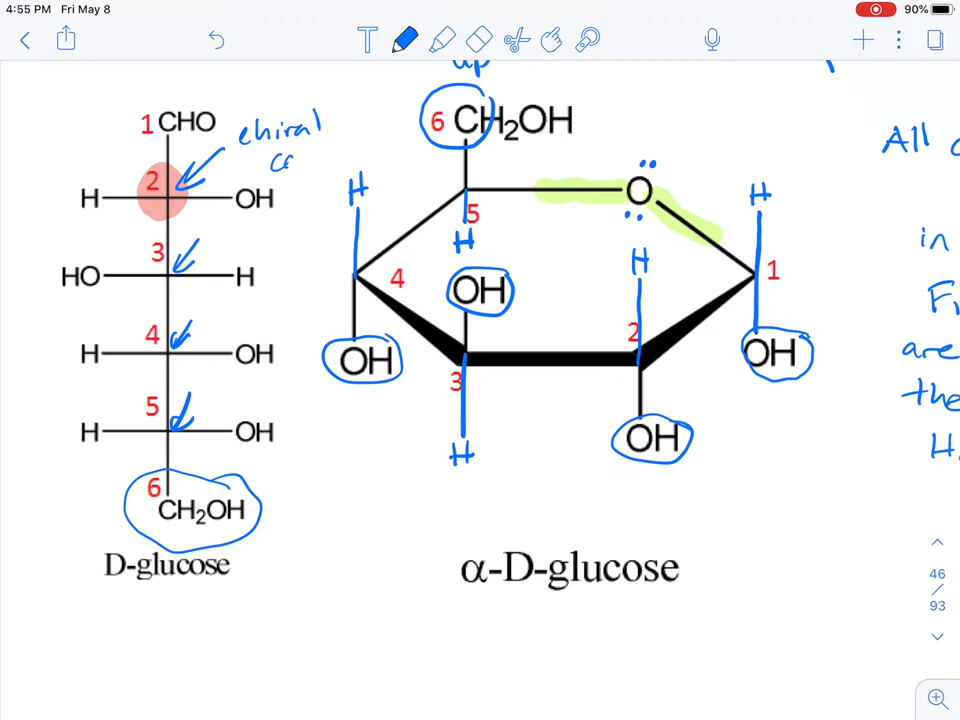 4:55 PM Fri May 8
90%
T
up
1 CHO
chiral
2
H OH
3
HO H
4
H OH
5
H OH
6
CH₂OH
D-glucose
6 CH₂OH
H
O
H
5
H
H
4
OH
1
2
OH
OH
3
OH
H
α-D-glucose
All
in
are
the
H
46
/
93